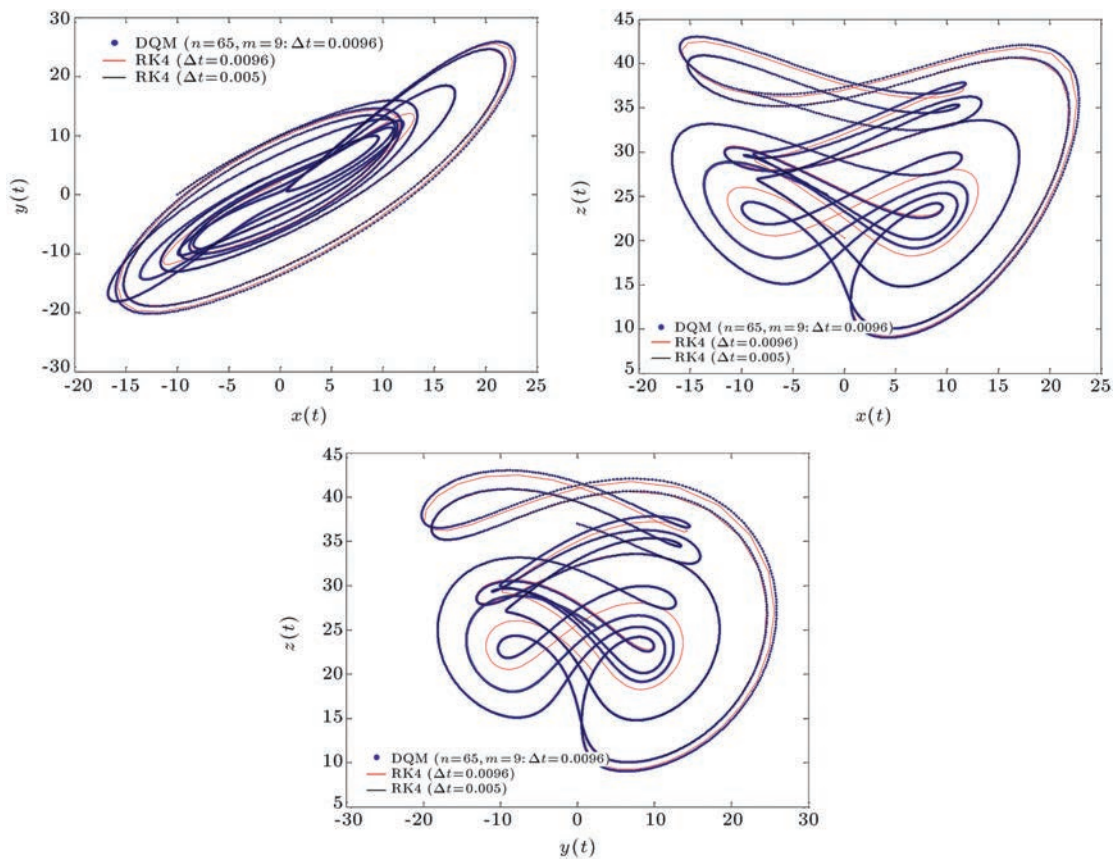 30
20
10
0
-10
-20
-30
-20 -15 -10 -5 0 5 10 15 20 25
x(t)
y(t)
DQM (n=65, m=9: Δt=0.0096)
RK4 (Δt=0.0096)
RK4 (Δt=0.005)
45
40
35
30
25
20
15
10
5
-20 -15 -10 -5 0 5 10 15 20 25
x(t)
z(t)
DQM (n=65, m=9: Δt=0.0096)
RK4 (Δt=0.0096)
RK4 (Δt=0.005)
45
40
35
30
25
20
15
10
5
-30 -20 -10 0 10 20 30
y(t)
z(t)
DQM (n=65, m=9: Δt=0.0096)
RK4 (Δt=0.0096)
RK4 (Δt=0.005)